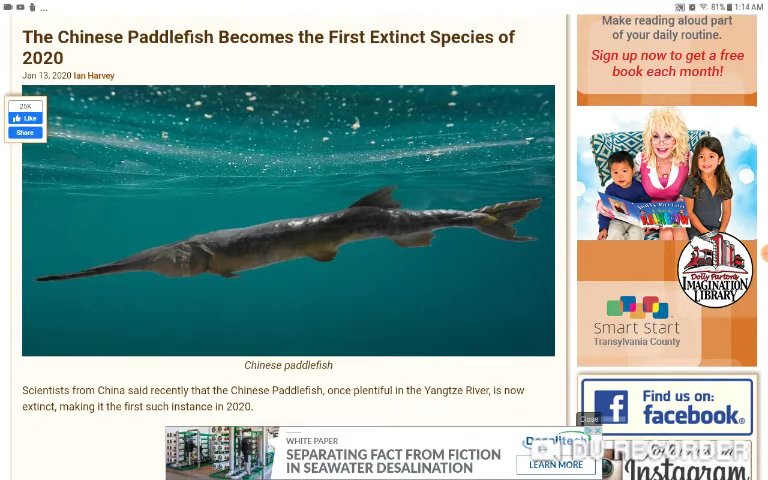 81% 1:14 AM
The Chinese Paddlefish Becomes the First Extinct Species of
2020
Jan 13, 2020 Ian Harvey
25K
Like
Share
Chinese paddlefish
Scientists from China said recently that the Chinese Paddlefish, once plentiful in the Yangtze River, is now
extinct, making it the first such instance in 2020.
Make reading aloud part
of your daily routine.
Sign up now to get a free
book each month!
Dolly Parton's
IMAGINATION
LIBRARY
smart start
Transylvania County
Find us on:
facebook®
Instagram
Close
WHITE PAPER
SEPARATING FACT FROM FICTION
IN SEAWATER DESALINATION
Desalitech
LEARN MORE
DU RECORDER